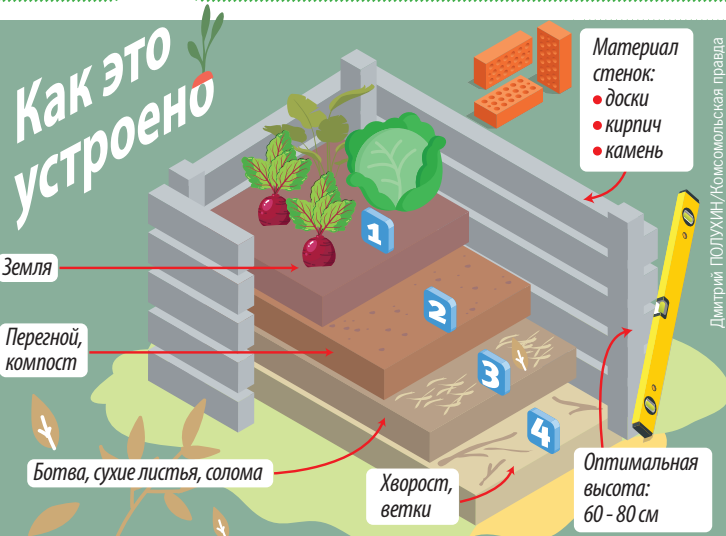 Как это
устроено
Материал
стенок:
• доски
• кирпич
• камень
Дмитрий ПОЛУХИН/Комсомольская правда
1
Земля
2
Перегной,
компост
3
Ботва, сухие листья, солома
4
Хворост,
ветки
Оптимальная
высота:
60 - 80 см